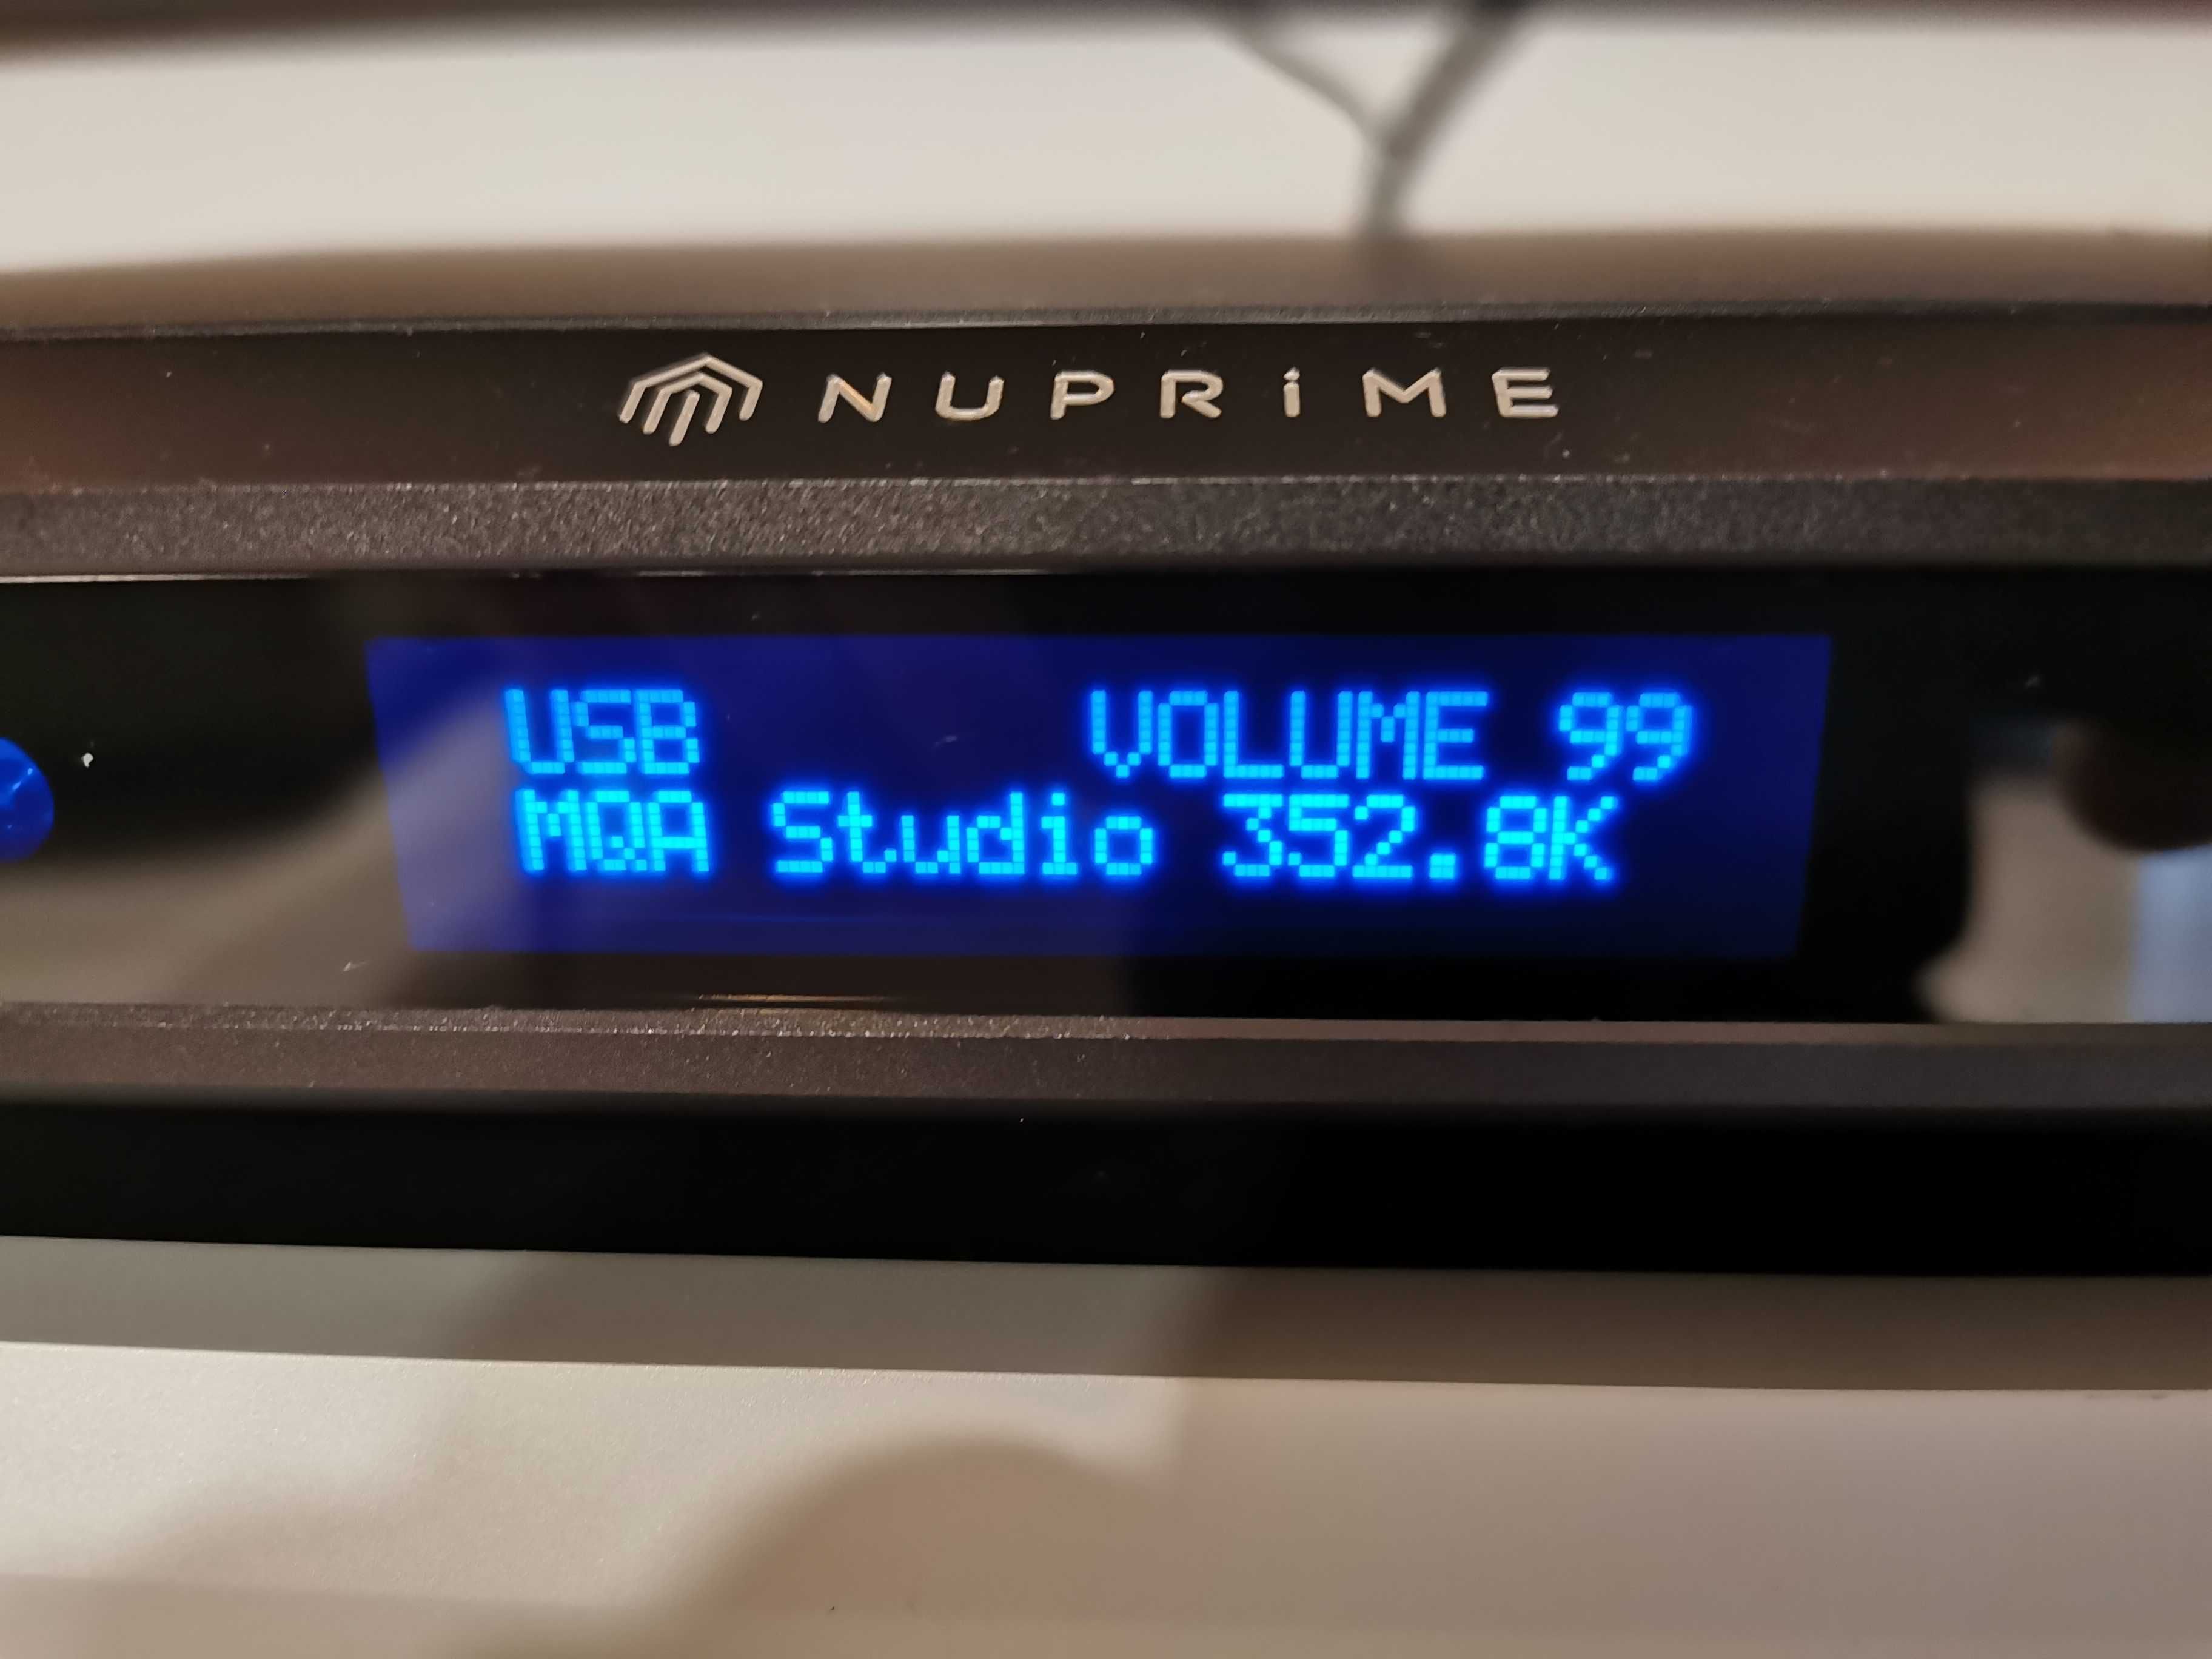 NUPRiME
USB VOLUME 99
MQA Studio 352.8K